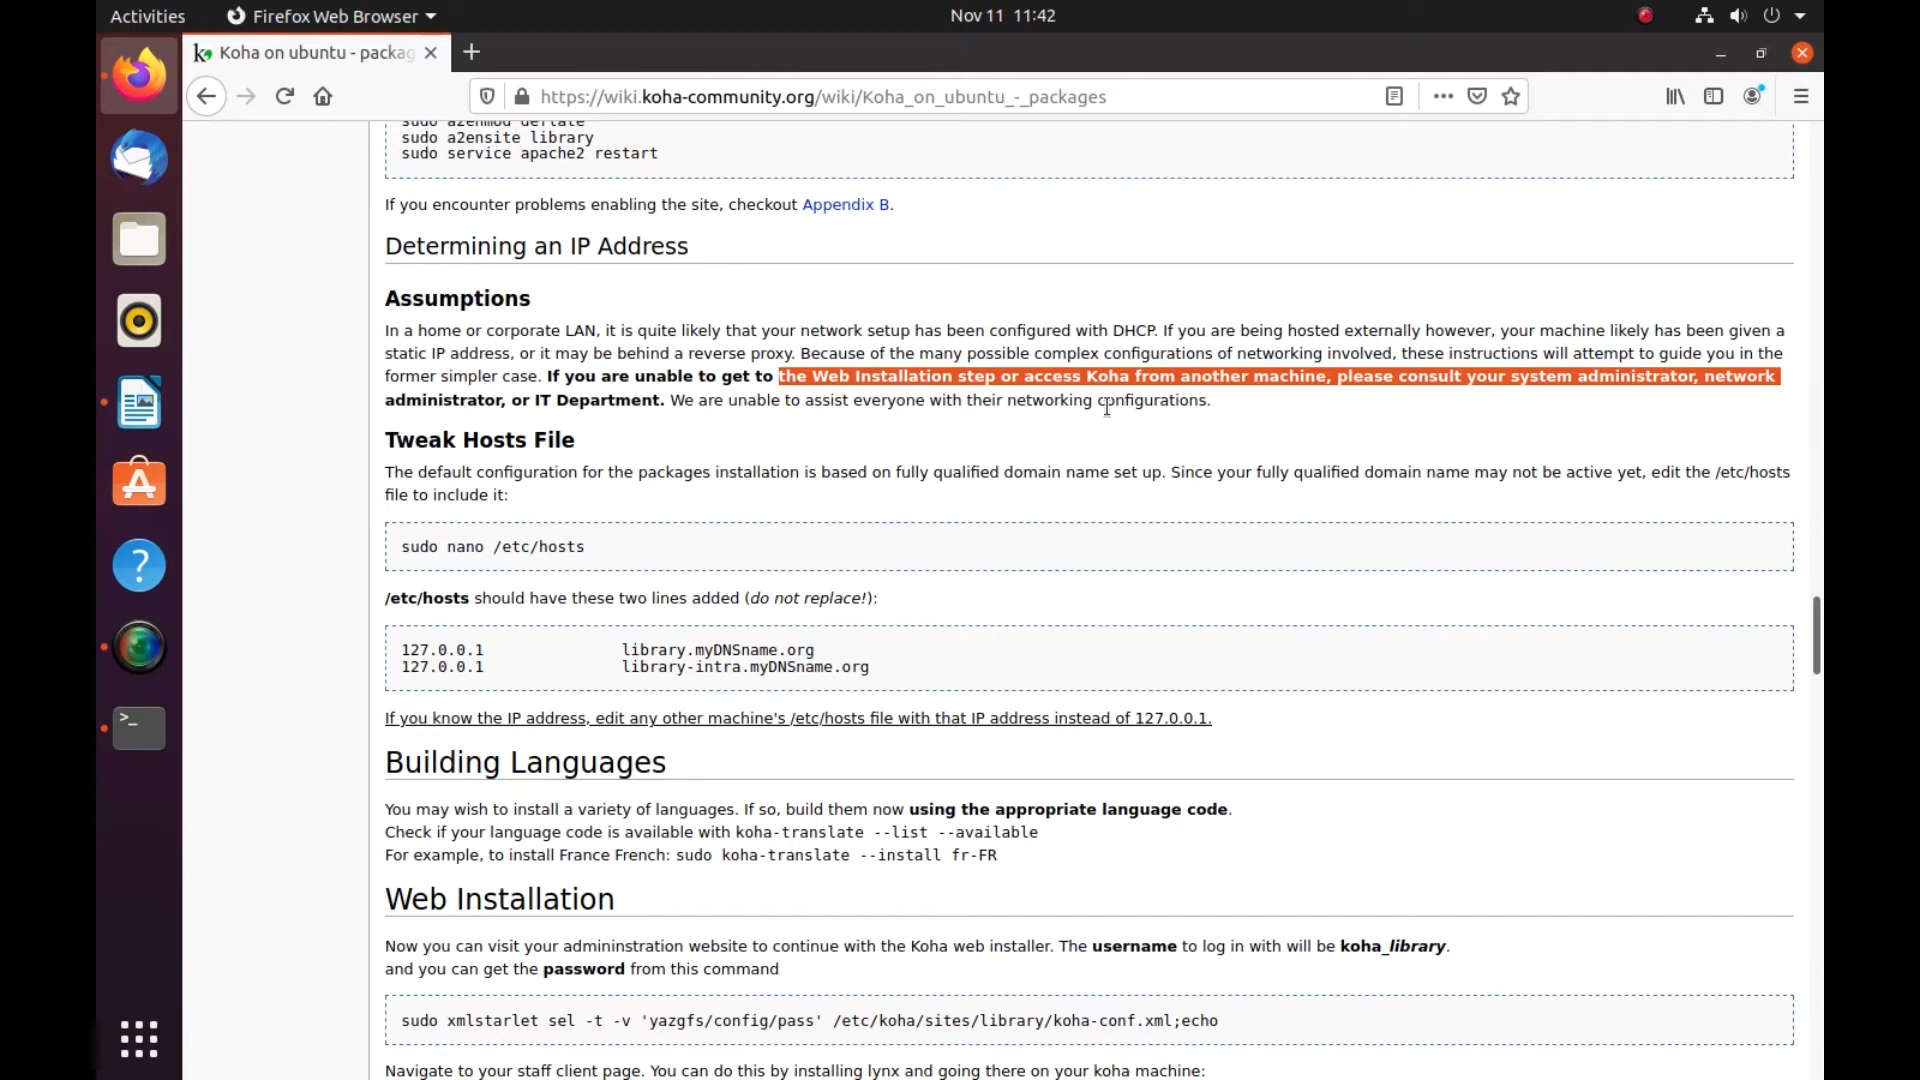 Activities
Firefox Web Browser
Nov 11 11:42
Koha on ubuntu - packag
https://wiki.koha-community.org/wiki/Koha_on_ubuntu_-_packages
sudo a2enmod deflate
sudo a2ensite library
sudo service apache2 restart
If you encounter problems enabling the site, checkout Appendix B.
Determining an IP Address
Assumptions
In a home or corporate LAN, it is quite likely that your network setup has been configured with DHCP. If you are being hosted externally however, your machine likely has been given a
static IP address, or it may be behind a reverse proxy. Because of the many possible complex configurations of networking involved, these instructions will attempt to guide you in the
former simpler case. If you are unable to get to the Web Installation step or access Koha from another machine, please consult your system administrator, network
administrator, or IT Department. We are unable to assist everyone with their networking configurations.
Tweak Hosts File
The default configuration for the packages installation is based on fully qualified domain name set up. Since your fully qualified domain name may not be active yet, edit the /etc/hosts
file to include it:
sudo nano /etc/hosts
/etc/hosts should have these two lines added (do not replace!):
127.0.0.1 library.myDNSname.org
127.0.0.1 library-intra.myDNSname.org
If you know the IP address, edit any other machine's /etc/hosts file with that IP address instead of 127.0.0.1.
Building Languages
You may wish to install a variety of languages. If so, build them now using the appropriate language code.
Check if your language code is available with koha-translate --list --available
For example, to install France French: sudo koha-translate --install fr-FR
Web Installation
Now you can visit your admininstration website to continue with the Koha web installer. The username to log in with will be koha_library.
and you can get the password from this command
sudo xmlstarlet sel -t -v 'yazgfs/config/pass' /etc/koha/sites/library/koha-conf.xml;echo
Navigate to your staff client page. You can do this by installing lynx and going there on your koha machine: